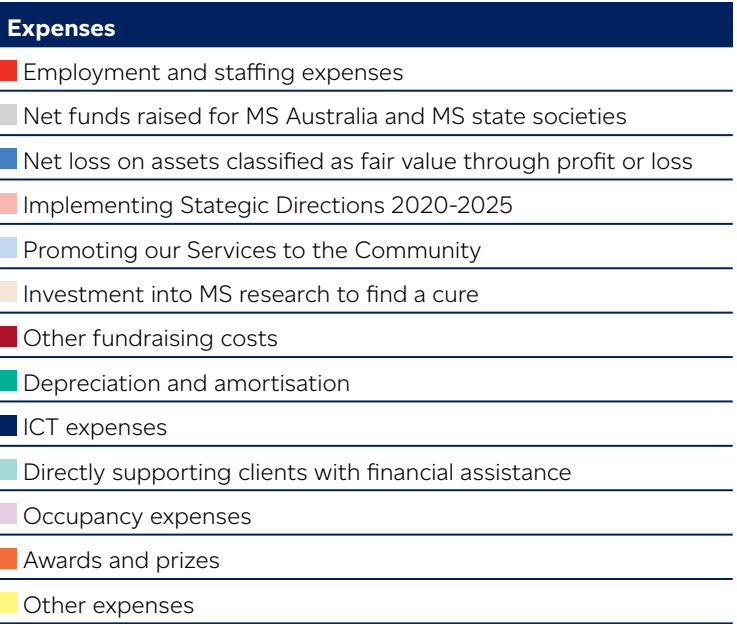 Expenses
Employment and staffing expenses
Net funds raised for MS Australia and MS state societies
Net loss on assets classified as fair value through profit or loss
Implementing Stategic Directions 2020-2025
Promoting our Services to the Community
Investment into MS research to find a cure
Other fundraising costs
Depreciation and amortisation
ICT expenses
Directly supporting clients with financial assistance
Occupancy expenses
Awards and prizes
Other expenses